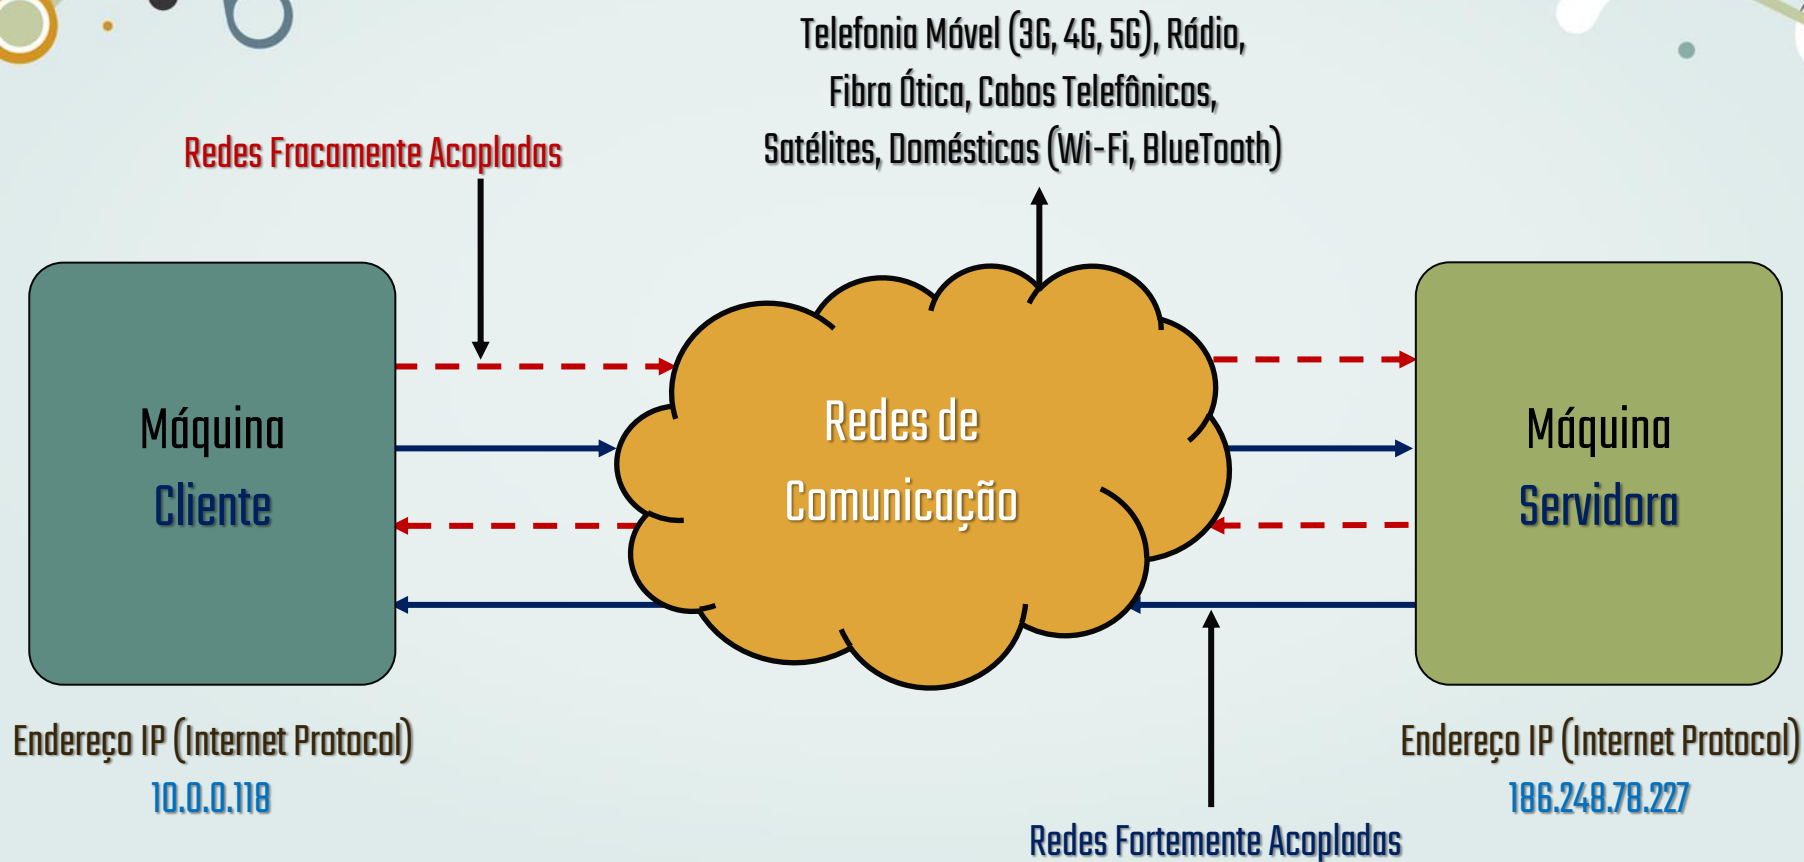 Telefonia Móvel (3G, 4G, 5G), Rádio,
Fibra Ótica, Cabos Telefônicos,
Satélites, Domésticas (Wi-Fi, BlueTooth)
Redes Fracamente Acopladas
Máquina
Cliente
Redes de
Comunicação
Máquina
Servidora
Endereço IP (Internet Protocol)
10.0.0.118
Endereço IP (Internet Protocol)
186.248.78.227
Redes Fortemente Acopladas